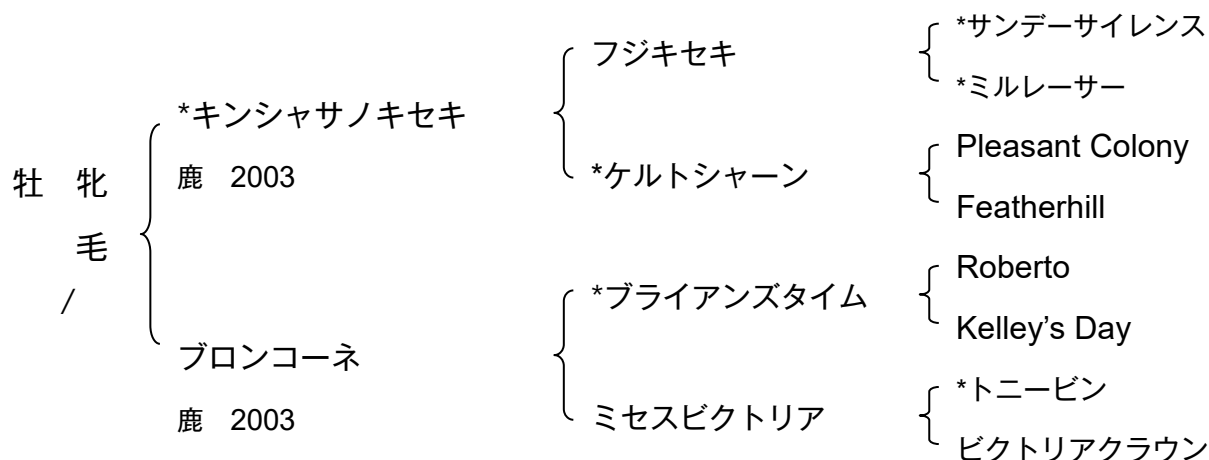 牡　牝
毛
/
*キンシャサノキセキ
鹿　2003
ブロンコーネ
鹿　2003
フジキセキ
*ケルトシャーン
*ブライアンズタイム
ミセスビクトリア
*サンデーサイレンス
*ミルレーサー
Pleasant Colony
Featherhill
Roberto
Kelley’s Day
*トニービン
ビクトリアクラウン